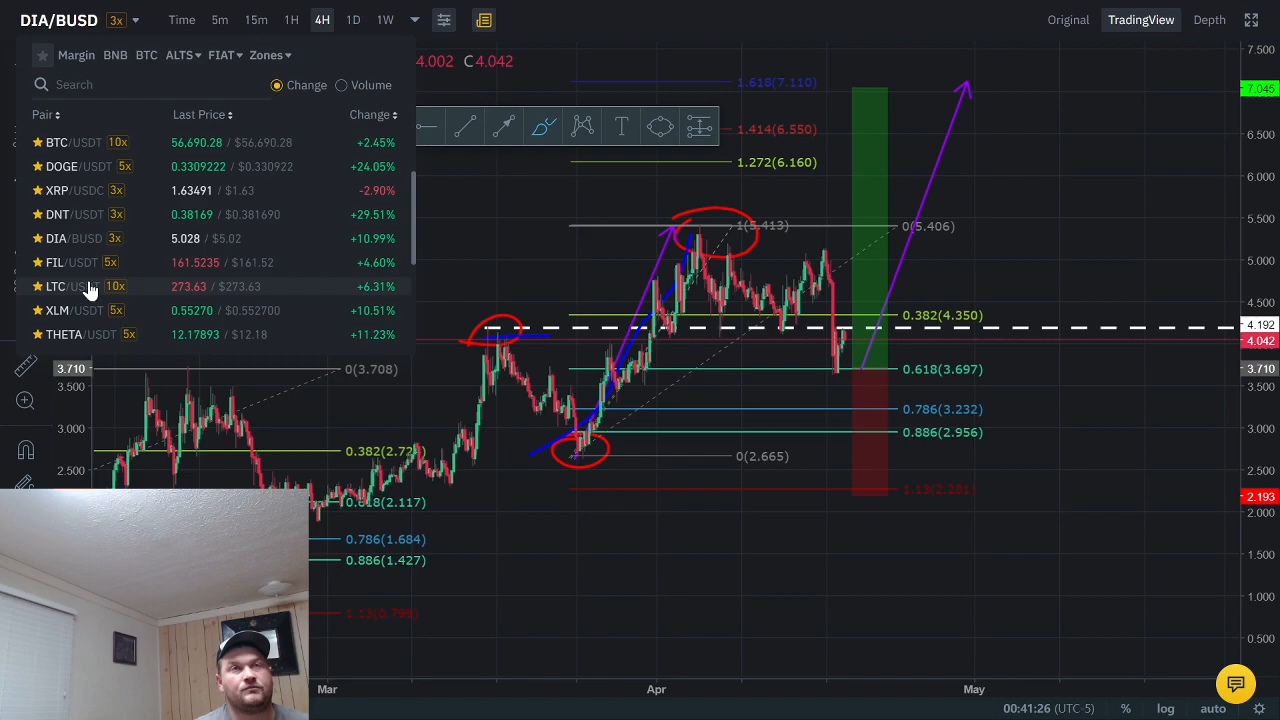 DIA/BUSD 3x Time 5m 15m 1H 4H 1D 1W Original TradingView Depth
Margin BNB BTC ALTS FIAT Zones
4.002 C4.042
Search Change Volume
Pair Last Price Change
BTC/USDT 10x 56,690.28 / $56,690.28 +2.45%
DOGE/USDT 5x 0.3309222 / $0.330922 +24.05%
XRP/USDC 3x 1.63491 / $1.63 -2.90%
DNT/USDT 3x 0.38169 / $0.381690 +29.51%
DIA/BUSD 3x 5.028 / $5.02 +10.99%
FIL/USDT 5x 161.5235 / $161.52 +4.60%
LTC/USDT 10x 273.63 / $273.63 +6.31%
XLM/USDT 5x 0.55270 / $0.552700 +10.51%
THETA/USDT 5x 12.17893 / $12.18 +11.23%
1.618(7.110)
1.414(6.550)
1.272(6.160)
1(5.413)
0(5.406)
0.382(4.350)
0.618(3.697)
0.786(3.232)
0.886(2.956)
0(2.665)
1.13(2.281)
3.710
0(3.708)
3.500
3.000
2.500
0.618(2.117)
0.786(1.684)
0.886(1.427)
1.13(0.799)
7.500
7.045
6.500
6.000
5.500
5.000
4.500
4.192
4.042
3.710
3.500
3.000
2.500
2.193
2.000
1.500
1.000
0.500
Mar Apr May
00:41:26 (UTC-5) % log auto